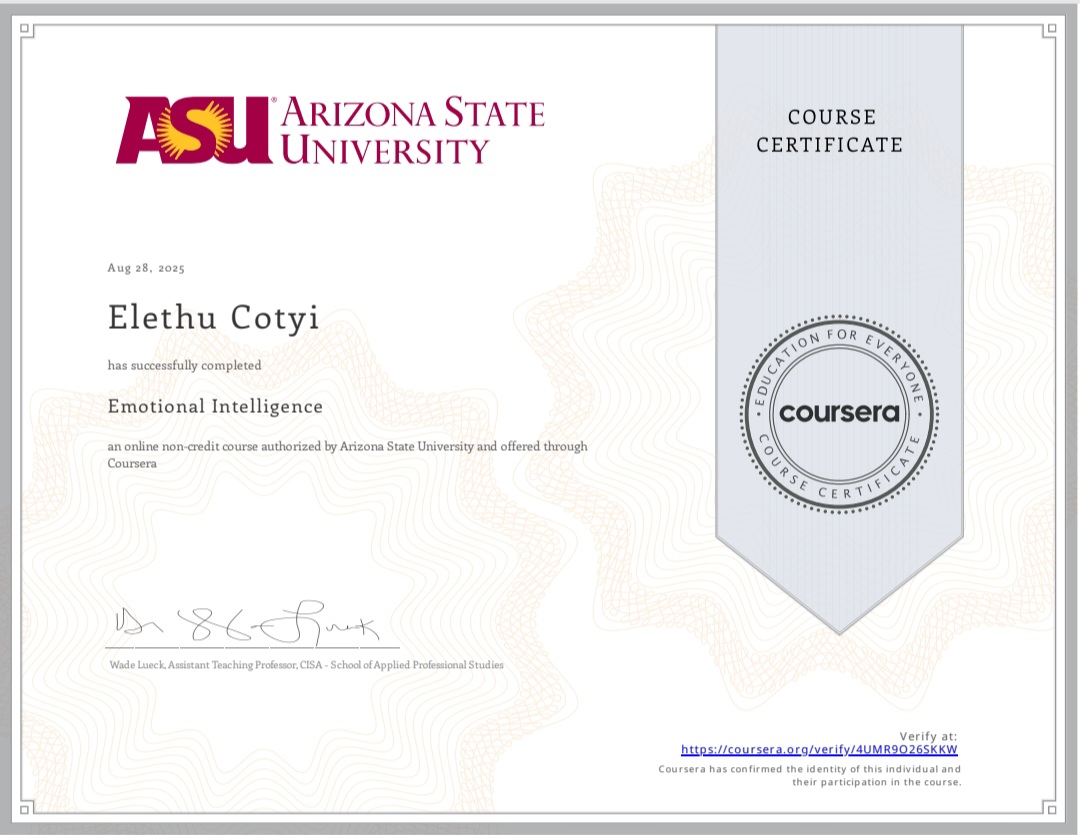 ASU® ARIZONA STATE
UNIVERSITY
COURSE
CERTIFICATE
Aug 28, 2025
Elethu Cotyi
has successfully completed
Emotional Intelligence
an online non-credit course authorized by Arizona State University and offered through
Coursera
EDUCATION FOR EVERYONE
coursera
COURSE CERTIFICATE
Wade Lueck, Assistant Teaching Professor, CISA - School of Applied Professional Studies
Verify at:
https://coursera.org/verify/4UMR9O26SKKW
Coursera has confirmed the identity of this individual and
their participation in the course.